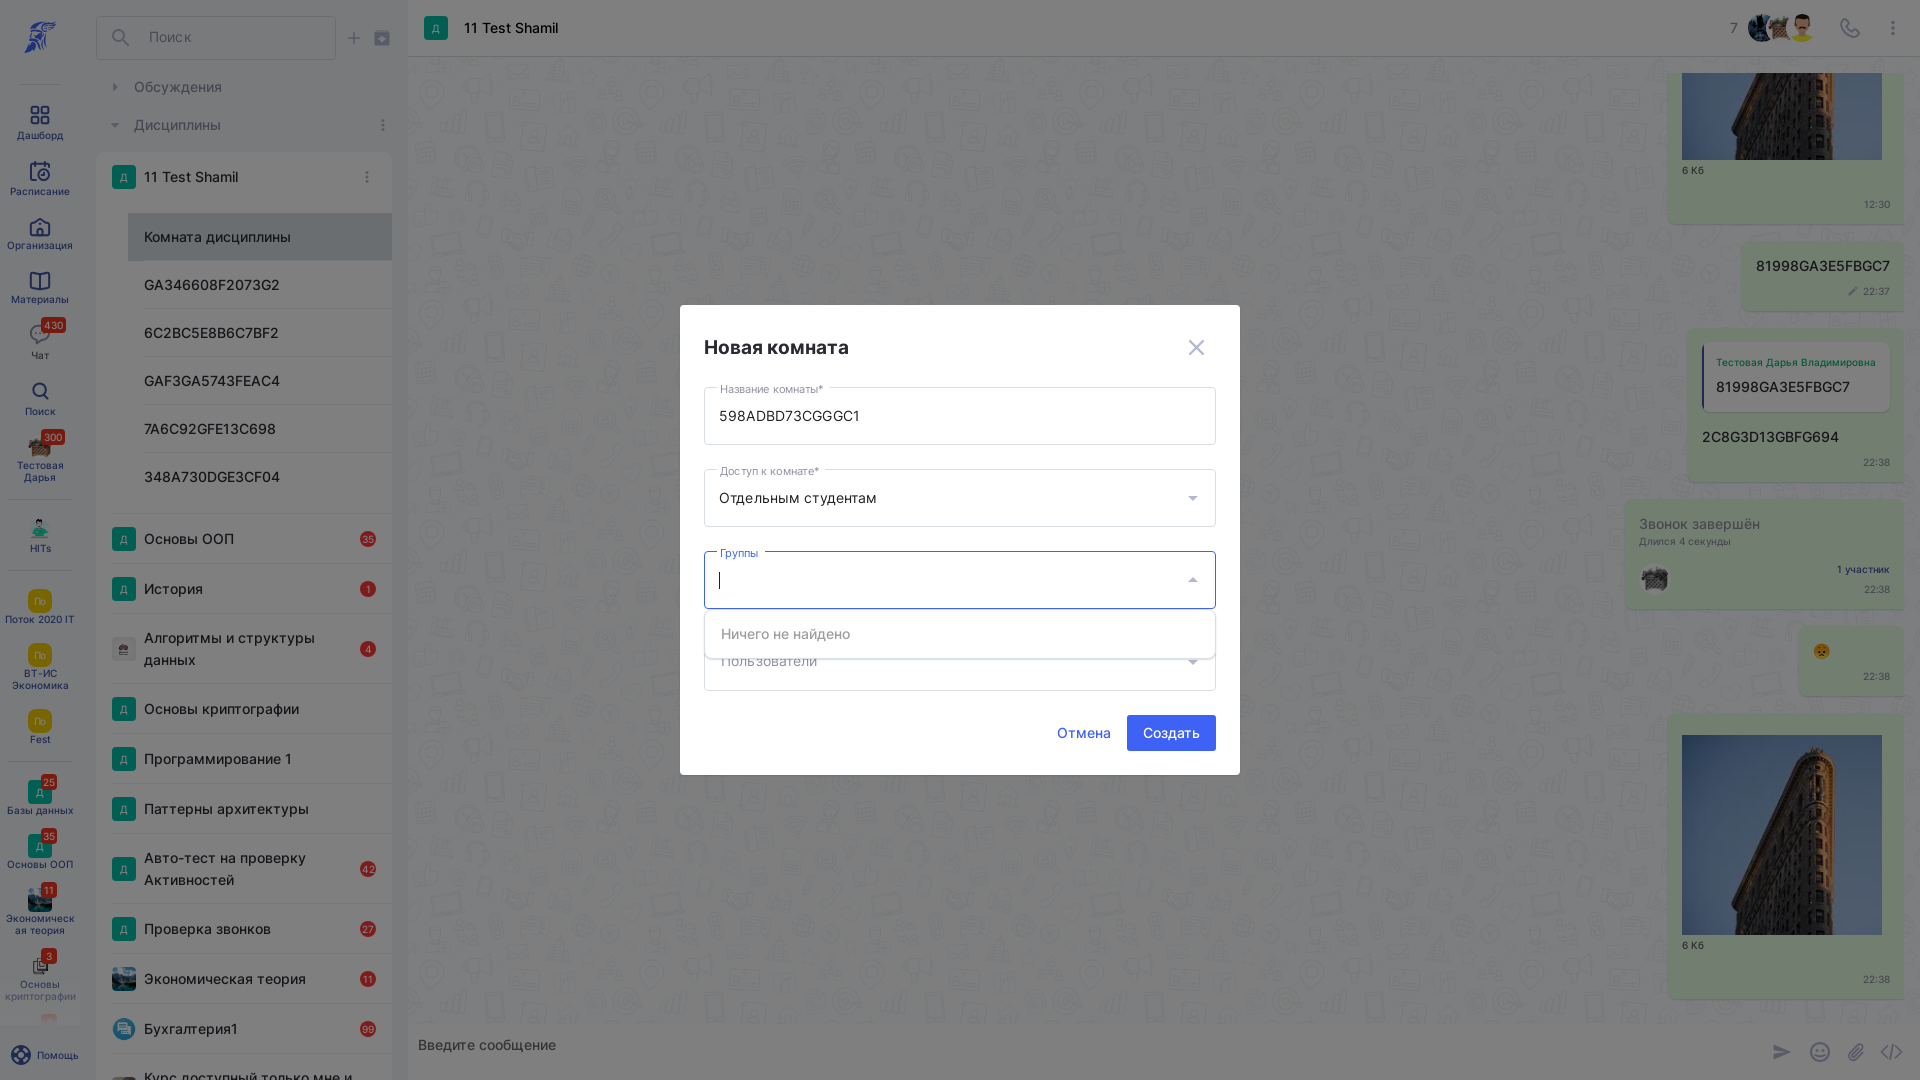 Поиск
Обсуждения
Дисциплины
Д
11 Test Shamil
Комната дисциплины
GA346608F2073G2
6C2BC5E8B6C7BF2
GAF3GA5743FEAC4
7A6C92GFE13C698
348A730DGE3CF04
Д
Основы ООП
35
Д
История
1
Алгоритмы и структуры
данных
4
Д
Основы криптографии
Д
Программирование 1
Д
Паттерны архитектуры
Д
Авто-тест на проверку
Активностей
42
Д
Проверка звонков
27
Экономическая теория
11
Бухгалтерия1
99
Курс доступный только мне и
Дашборд
Расписание
Организация
Материалы
430
Чат
Поиск
300
Тестовая
Дарья
HITs
По
Поток 2020 IT
По
ВТ-ИС
Экономика
По
Fest
25
Д
Базы данных
35
Д
Основы ООП
11
Экономическ
ая теория
3
Основы
криптографии
Помощь
Д
11 Test Shamil
7
6 Кб
12:30
81998GA3E5FBGC7
22:37
Тестовая Дарья Владимировна
81998GA3E5FBGC7
2C8G3D13GBFG694
22:38
Звонок завершён
Длился 4 секунды
1 участник
22:38
22:38
6 Кб
22:38
Введите сообщение
Новая комната
Название комнаты*
598ADBD73CGGGC1
Доступ к комнате*
Отдельным студентам
Группы
Ничего не найдено
Пользователи
Отмена
Создать